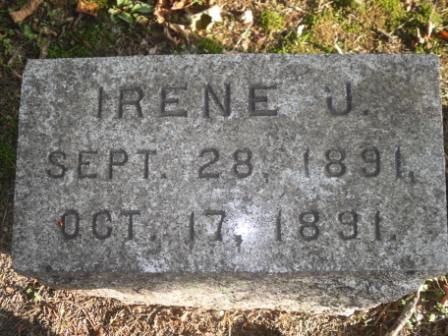 IRENE J.
SEPT. 28, 1891.
OCT. 17, 1891.